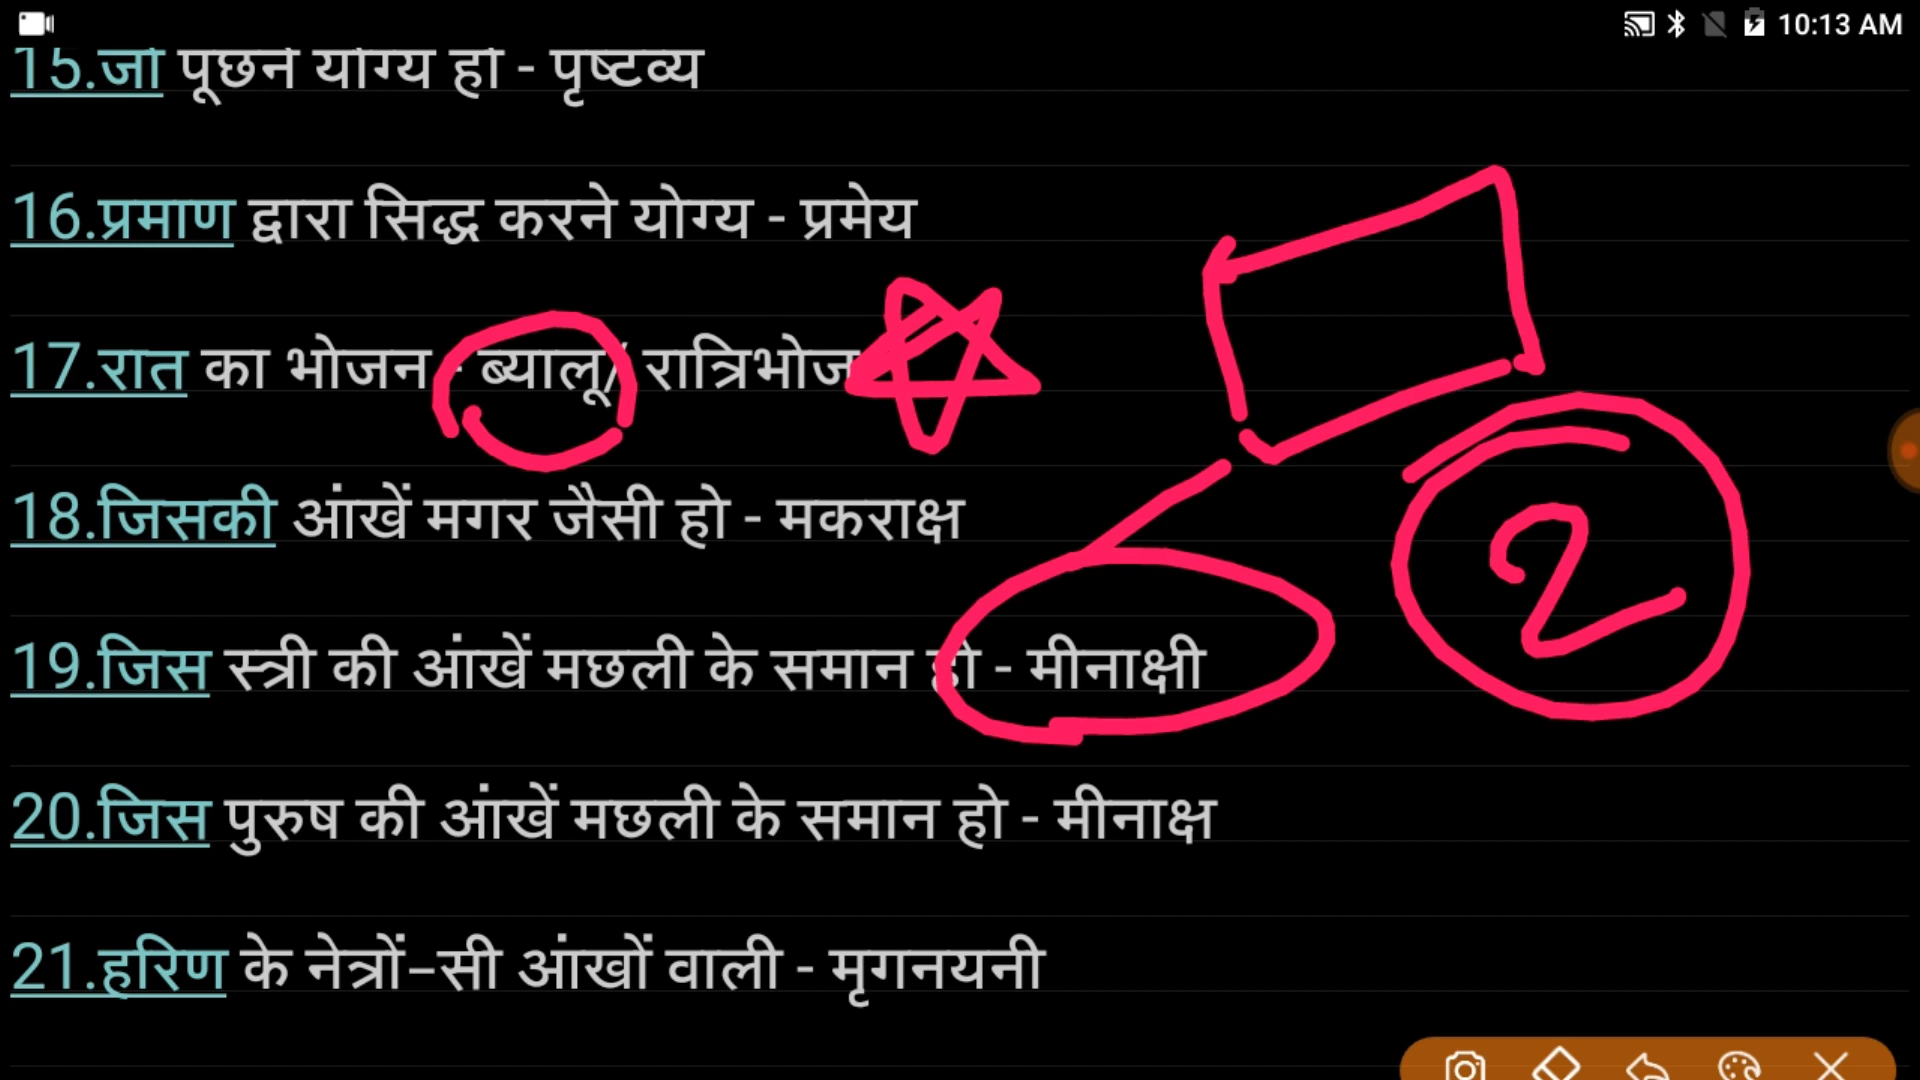 10:13 AM
15.जो पूछने योग्य हो - पृष्टव्य
16.प्रमाण द्वारा सिद्ध करने योग्य - प्रमेय
17.रात का भोजन - ब्यालू/ रात्रिभोज
18.जिसकी आंखें मगर जैसी हो - मकराक्ष
19.जिस स्त्री की आंखें मछली के समान हो - मीनाक्षी
2
20.जिस पुरुष की आंखें मछली के समान हो - मीनाक्ष
21.हरिण के नेत्रों–सी आंखों वाली - मृगनयनी